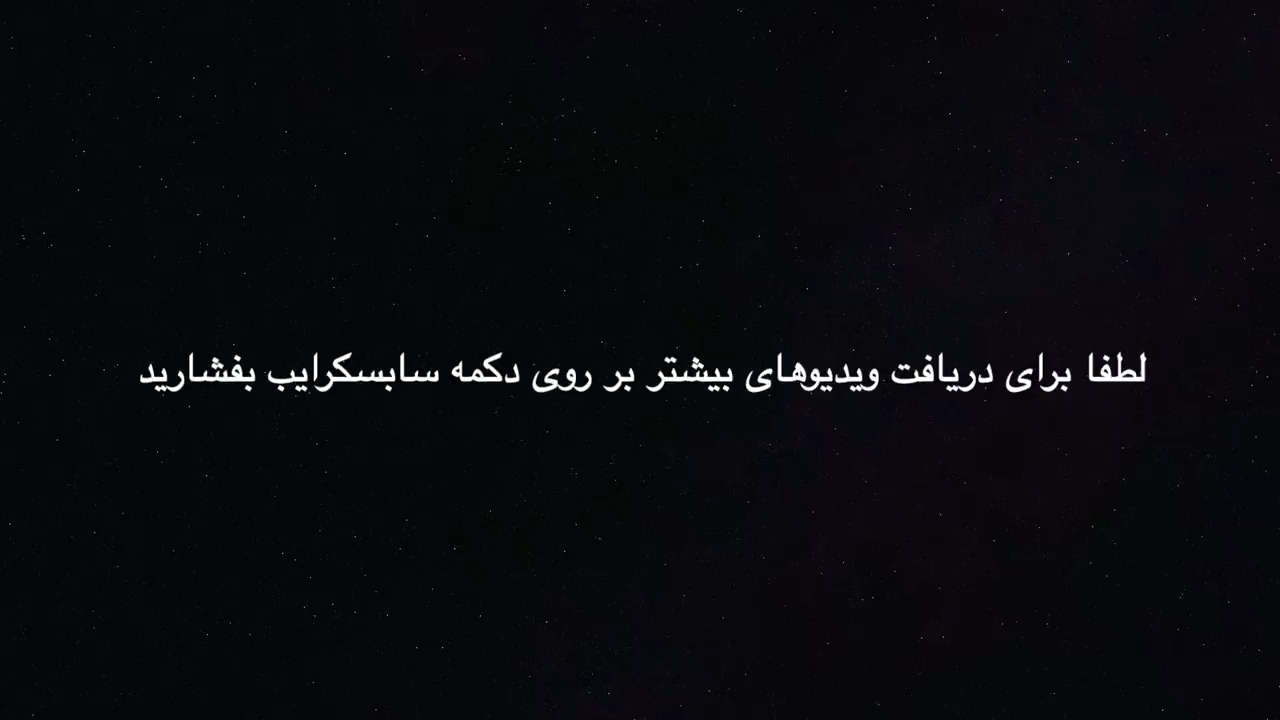 لطفا برای دریافت ویدیوهای بیشتر بر روی دکمه سابسکرایب بفشارید